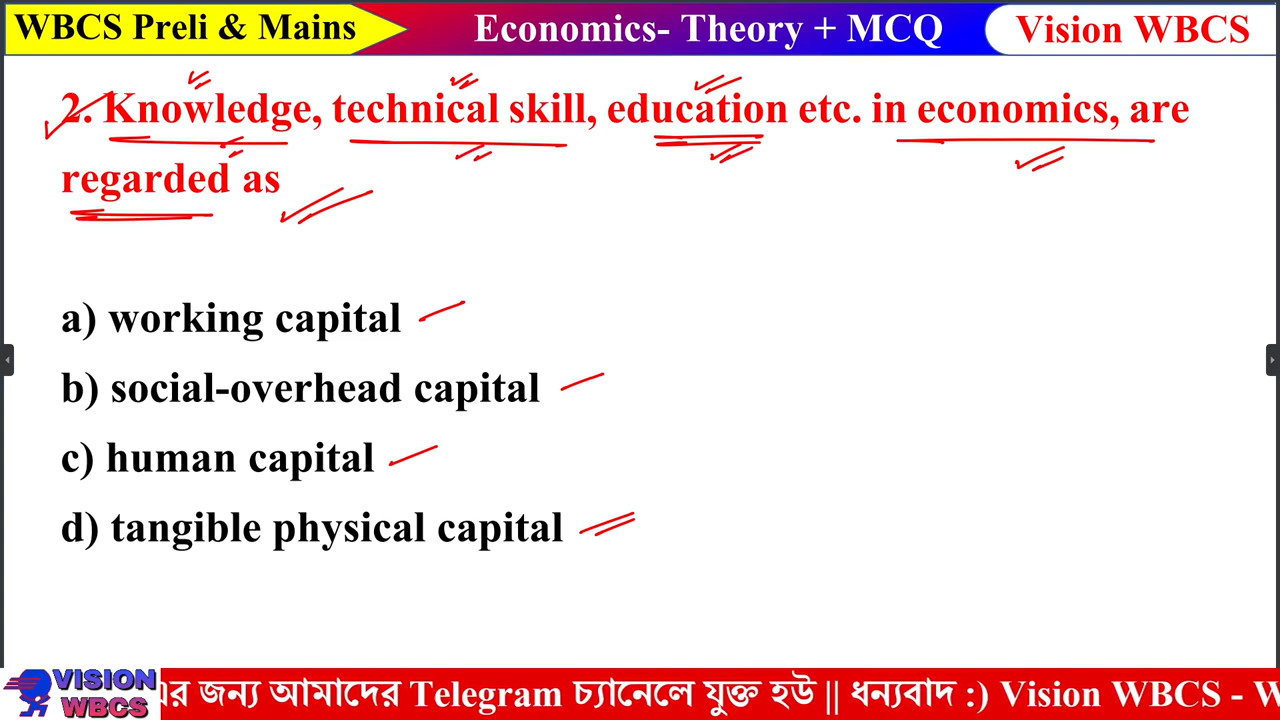 WBCS Preli & Mains
Economics- Theory + MCQ
Vision WBCS
2. Knowledge, technical skill, education etc. in economics, are
regarded as
a) working capital
b) social-overhead capital
c) human capital
d) tangible physical capital
VISION
WBCS
এর জন্য আমাদের Telegram চ্যানেলে যুক্ত হউ || ধন্যবাদ :) Vision WBCS -